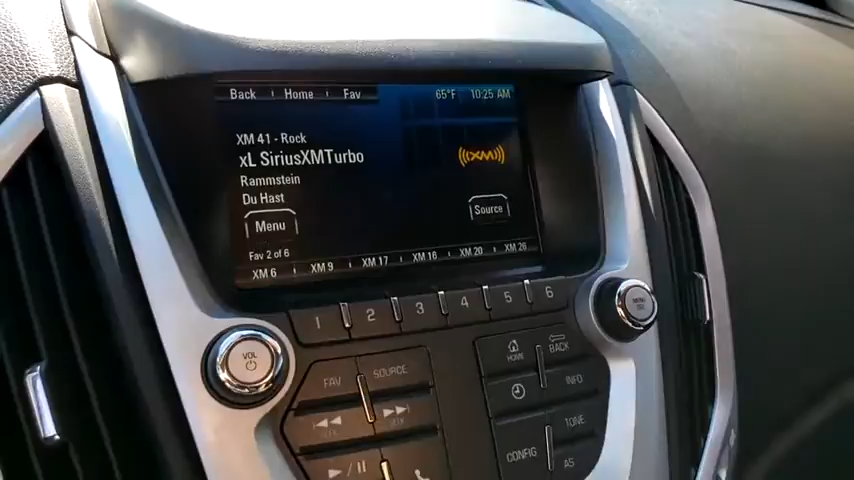 Back Home Fav 65°F 10:25 AM
XM 41 - Rock
xL SiriusXMTurbo
Rammstein
Du Hast
((XM))
Menu
Source
Fav 2 of 6
XM 6 XM 9 XM 17 XM 16 XM 20 XM 26
1 2 3 4 5 6
VOL
MENU
FAV SOURCE
BACK
INFO
TONE
CONFIG
AS